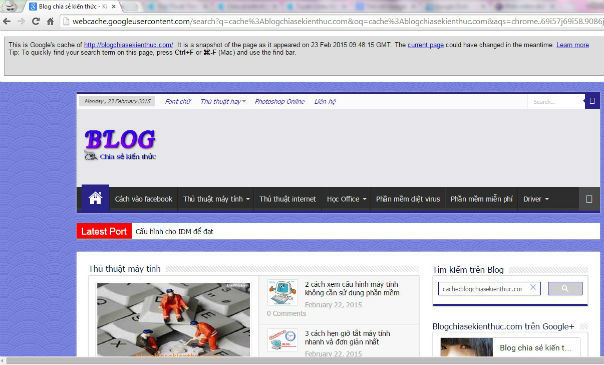 Blog chia sẻ kiến thức - Ki
webcache.googleusercontent.com/search?q=cache%3Ablogchiasekienthuc.com&oq=cache%3Ablogchiasekienthuc.com&aqs=chrome..69i57j69i58.9086j
This is Google's cache of http://blogchiasekienthuc.com/. It is a snapshot of the page as it appeared on 23 Feb 2015 09:48:15 GMT. The current page could have changed in the meantime. Learn more
Tip: To quickly find your search term on this page, press Ctrl+F or ⌘-F (Mac) and use the find bar.
Monday , 23 February 2015 Font chữ Thủ thuật hay Photoshop Online Liên hệ Search...
BLOG
Chia sẻ kiến thức
Cách vào facebook Thủ thuật máy tính Thủ thuật internet Học Office Phần mềm diệt virus Phần mềm miễn phí Driver
Latest Port Cấu hình cho IDM để đạt
Thủ thuật máy tính
2 cách xem cấu hình máy tính
không cần sử dụng phần mềm
February 22, 2015
0 Comments
3 cách hẹn giờ tắt máy tính
nhanh và đơn giản nhất
February 22, 2015
Tìm kiếm trên Blog
cache:blogchiasekienthuc.com
Blogchiasekienthuc.com trên Google+
Blog chia sẻ kiến t...